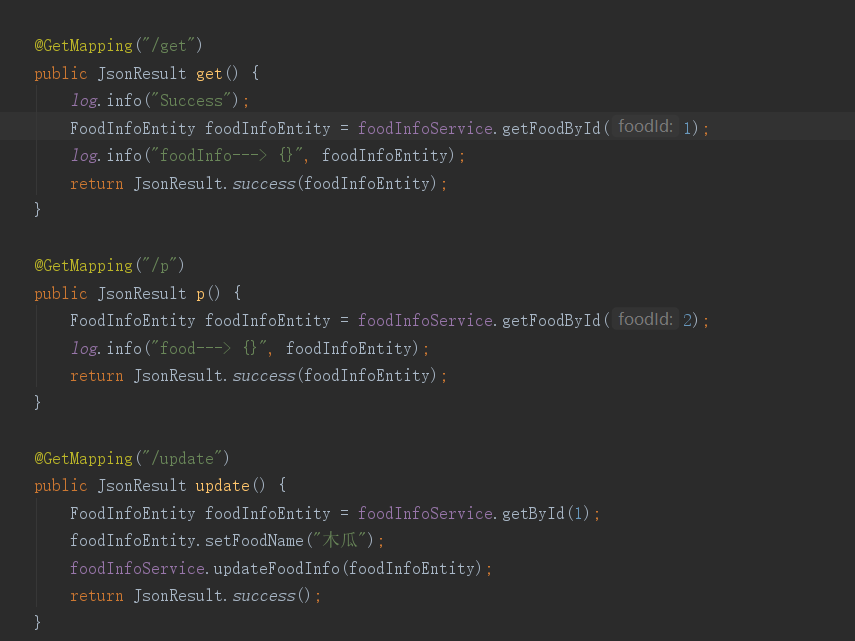 @GetMapping("/get")
public JsonResult get() {
    log.info("Success");
    FoodInfoEntity foodInfoEntity = foodInfoService.getFoodById( foodId: 1);
    log.info("foodInfo---> {}", foodInfoEntity);
    return JsonResult.success(foodInfoEntity);
}
@GetMapping("/p")
public JsonResult p() {
    FoodInfoEntity foodInfoEntity = foodInfoService.getFoodById( foodId: 2);
    log.info("food---> {}", foodInfoEntity);
    return JsonResult.success(foodInfoEntity);
}
@GetMapping("/update")
public JsonResult update() {
    FoodInfoEntity foodInfoEntity = foodInfoService.getById(1);
    foodInfoEntity.setFoodName("木瓜");
    foodInfoService.updateFoodInfo(foodInfoEntity);
    return JsonResult.success();
}